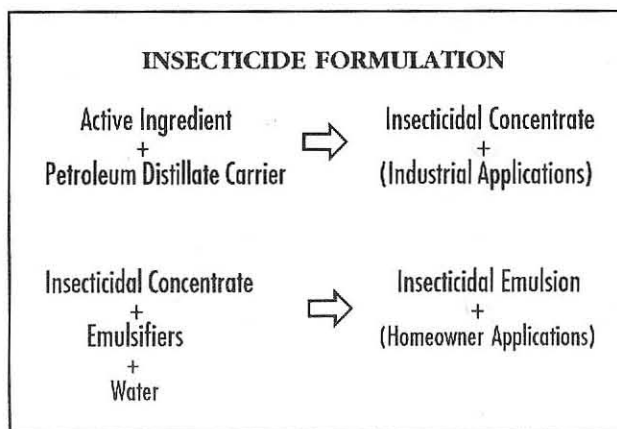 INSECTICIDE FORMULATION
Active Ingredient
+
Petroleum Distillate Carrier
Insecticidal Concentrate
+
(Industrial Applications)
Insecticidal Concentrate
+
Emulsifiers
+
Water
Insecticidal Emulsion
+
(Homeowner Applications)